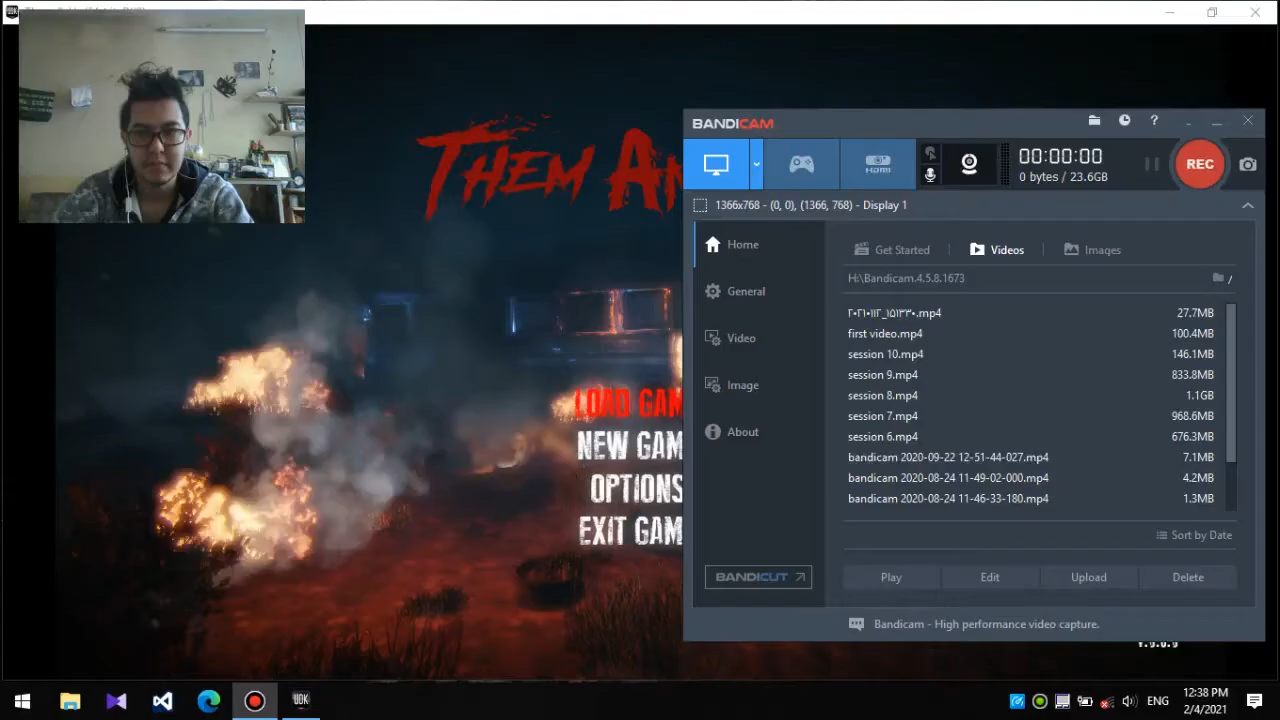 THEM AN
LOAD GAM
NEW GAM
OPTIONS
EXIT GAM
BANDICAM
?
HDMI
00:00:00
0 bytes / 23.6GB
REC
1366x768 - (0, 0), (1366, 768) - Display 1
Home
General
Video
Image
About
BANDICUT
Get Started
Videos
Images
H:\Bandicam.4.5.8.1673
/
۲۰۲۱۰۱۱۲_۱۵۱۳۳۰.mp4 27.7MB
first video.mp4 100.4MB
session 10.mp4 146.1MB
session 9.mp4 833.8MB
session 8.mp4 1.1GB
session 7.mp4 968.6MB
session 6.mp4 676.3MB
bandicam 2020-09-22 12-51-44-027.mp4 7.1MB
bandicam 2020-08-24 11-49-02-000.mp4 4.2MB
bandicam 2020-08-24 11-46-33-180.mp4 1.3MB
Sort by Date
Play
Edit
Upload
Delete
Bandicam - High performance video capture.
UDK
ENG
12:38 PM
2/4/2021